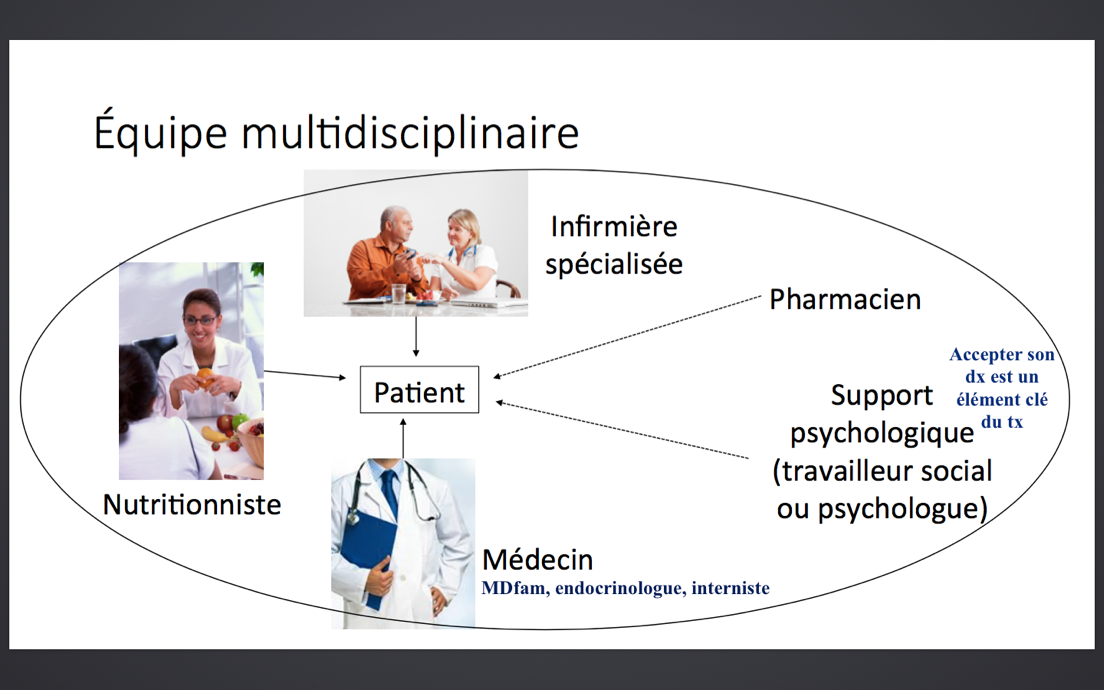 Équipe multidisciplinaire
Infirmière
spécialisée
Pharmacien
Accepter son
dx est un
élément clé
du tx
Patient
Support
psychologique
(travailleur social
ou psychologue)
Nutritionniste
Médecin
MDfam, endocrinologue, interniste